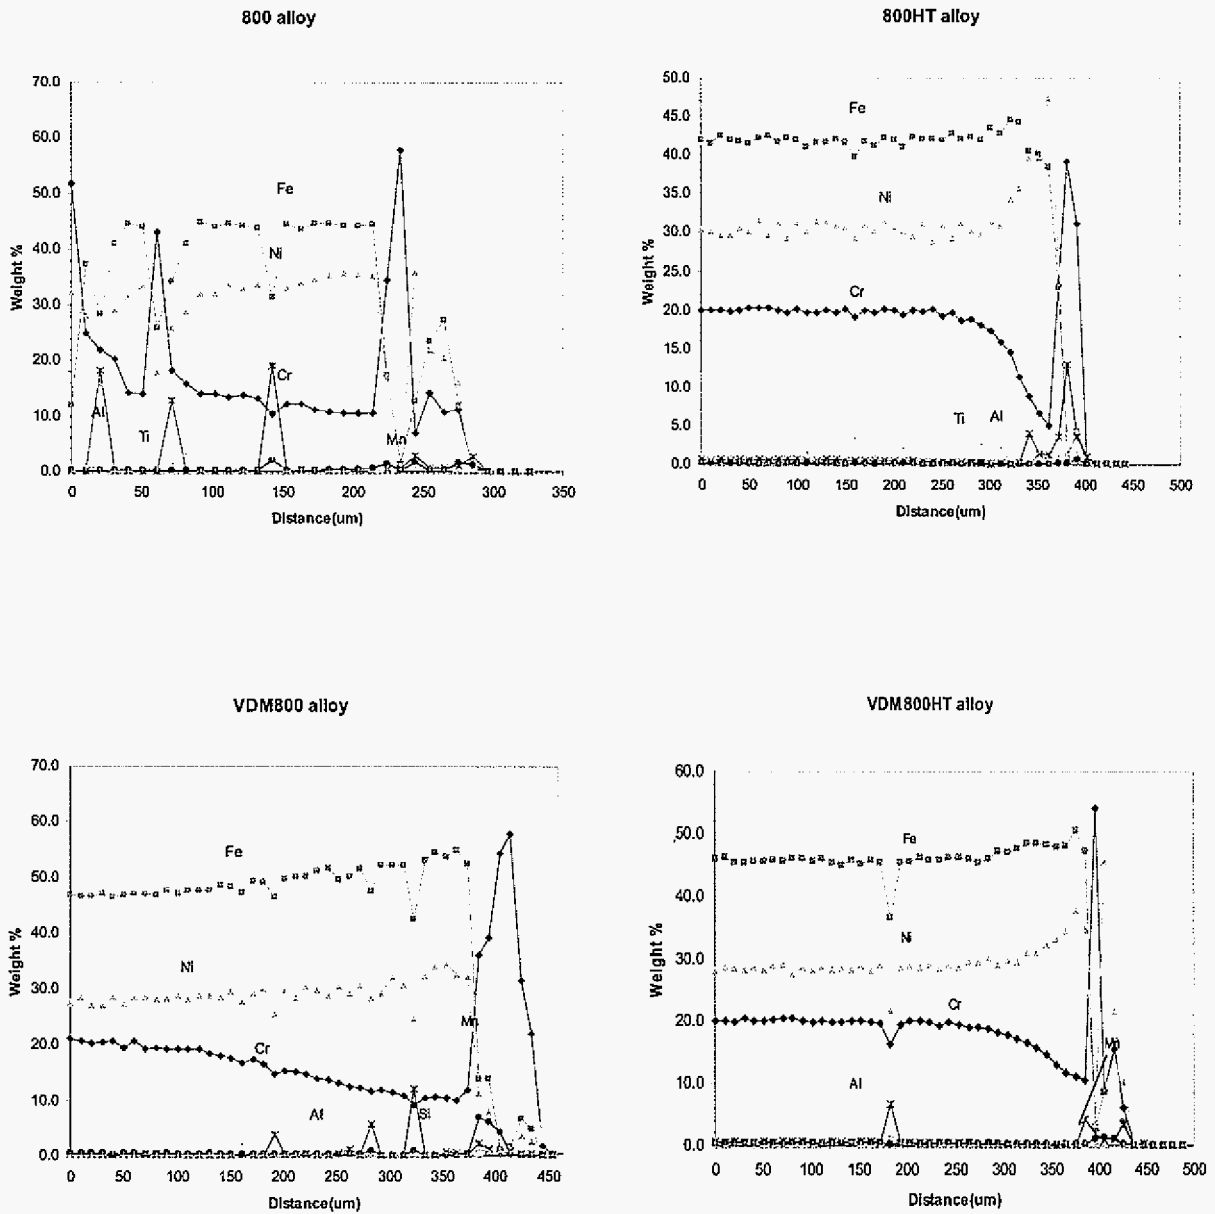 800 alloy
70.0
60.0
50.0
40.0
30.0
20.0
10.0
0.0
Weight %
Fe
Ni
Cr
Al
Ti
Mn
0 50 100 150 200 250 300 350
Distance(um)
800HT alloy
50.0
45.0
40.0
35.0
30.0
25.0
20.0
15.0
10.0
5.0
0.0
Weight %
Fe
Ni
Cr
Ti Al
0 50 100 150 200 250 300 350 400 450 500
Distance(um)
VDM800 alloy
70.0
60.0
50.0
40.0
30.0
20.0
10.0
0.0
Weight %
Fe
Ni
Mn
Cr
Al Si
0 50 100 150 200 250 300 350 400 450
Distance(um)
VDM800HT alloy
60.0
50.0
40.0
30.0
20.0
10.0
0.0
Weight %
Fe
Ni
Cr
Mn
Al
0 50 100 150 200 250 300 350 400 450 500
Distance(um)